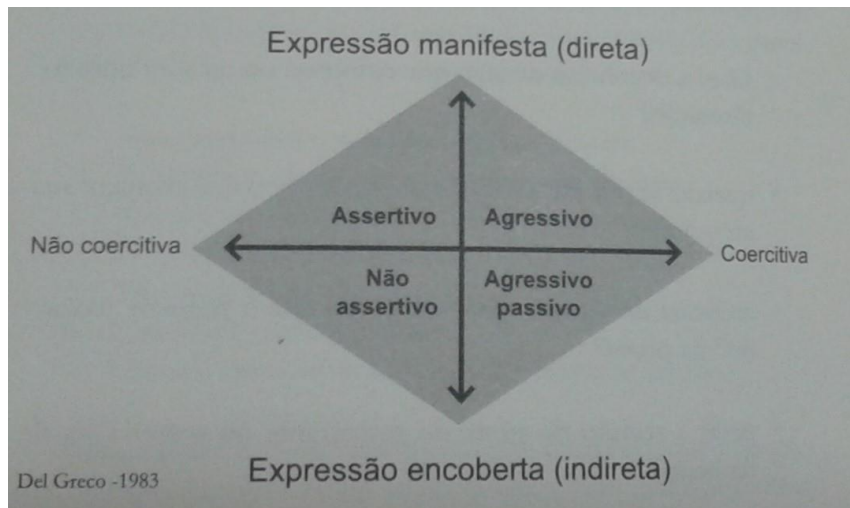 Expressão manifesta (direta)
Assertivo
Agressivo
Não coercitiva
Coercitiva
Não
assertivo
Agressivo
passivo
Expressão encoberta (indireta)
Del Greco -1983